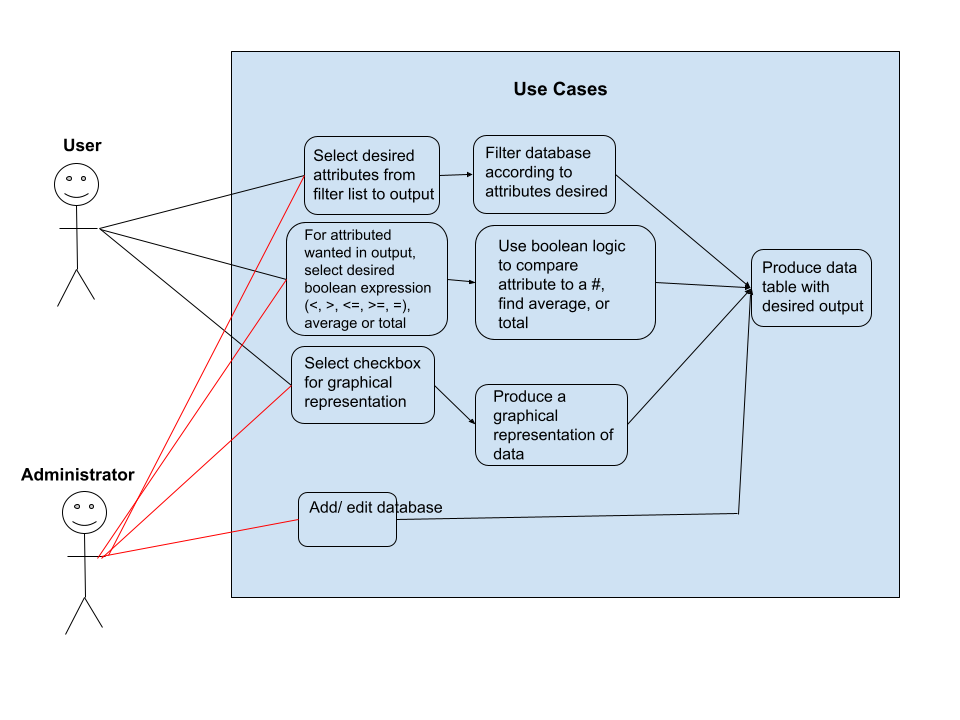 Use Cases
User
Select desired
attributes from
filter list to output
Filter database
according to
attributes desired
For attributed
wanted in output,
select desired
boolean expression
(<, >, <=, >=, =),
average or total
Use boolean logic
to compare
attribute to a #,
find average, or
total
Produce data
table with
desired output
Select checkbox
for graphical
representation
Produce a
graphical
representation of
data
Administrator
Add/ edit database